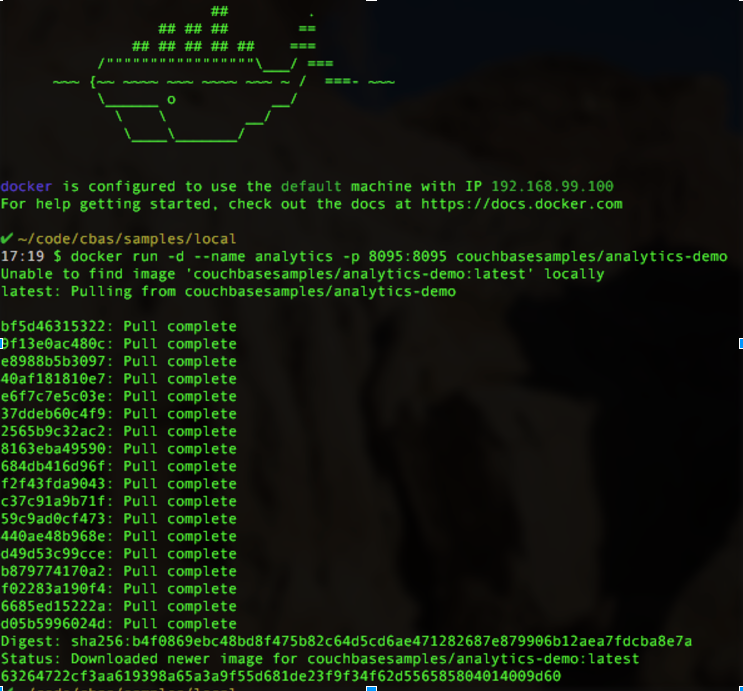 ##        .
              ## ## ##       ==
           ## ## ## ## ##    ===
       /"""""""""""""""""\___/ ===
  ~~~ {~~ ~~~~ ~~~ ~~~~ ~~~ ~ /  ===- ~~~
       \______ o           __/
         \    \         __/
          \____\_______/
docker is configured to use the default machine with IP 192.168.99.100
For help getting started, check out the docs at https://docs.docker.com
✔ ~/code/cbas/samples/local
17:19 $ docker run -d --name analytics -p 8095:8095 couchbasesamples/analytics-demo
Unable to find image 'couchbasesamples/analytics-demo:latest' locally
latest: Pulling from couchbasesamples/analytics-demo
bf5d46315322: Pull complete
9f13e0ac480c: Pull complete
e8988b5b3097: Pull complete
40af181810e7: Pull complete
e6f7c7e5c03e: Pull complete
37ddeb60c4f9: Pull complete
2565b9c32ac2: Pull complete
8163eba49590: Pull complete
684db416d96f: Pull complete
f2f43fda9043: Pull complete
c37c91a9b71f: Pull complete
59c9ad0cf473: Pull complete
440ae48b968e: Pull complete
d49d53c99cce: Pull complete
b879774170a2: Pull complete
f02283a190f4: Pull complete
6685ed15222a: Pull complete
d05b5996024d: Pull complete
Digest: sha256:b4f0869ebc48bd8f475b82c64d5cd6ae471282687e879906b12aea7fdcba8e7a
Status: Downloaded newer image for couchbasesamples/analytics-demo:latest
63264722cf3aa619398a65a3a9f55d681de23f9f34f62d556585804014009d60